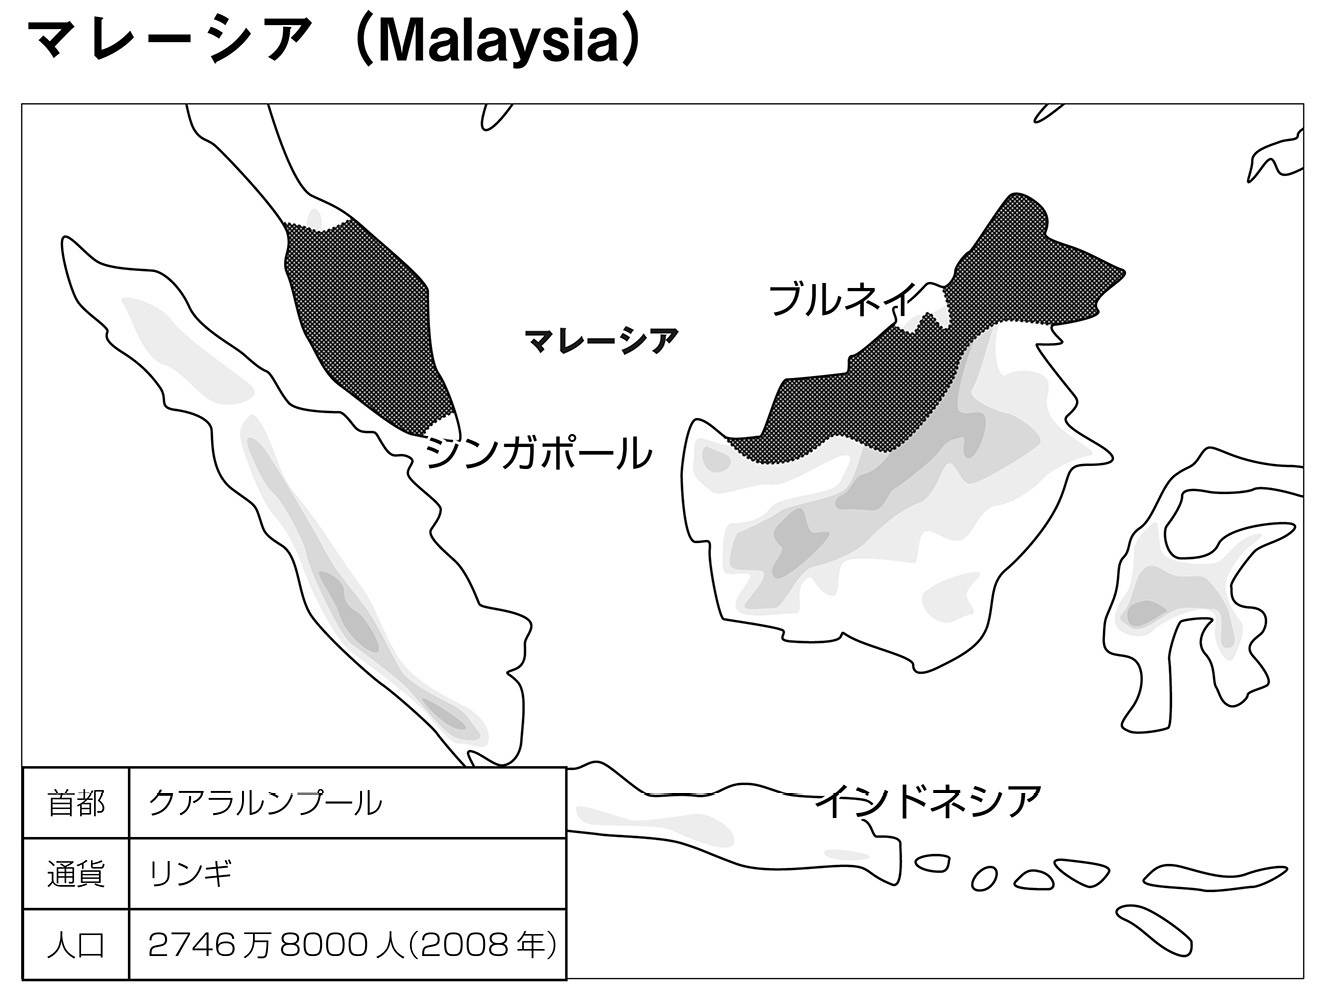 マレーシア（Malaysia）
ブルネイ
マレーシア
シンガポール
インドネシア
首都 クアラルンプール
通貨 リンギ
人口 2746万8000人（2008年）